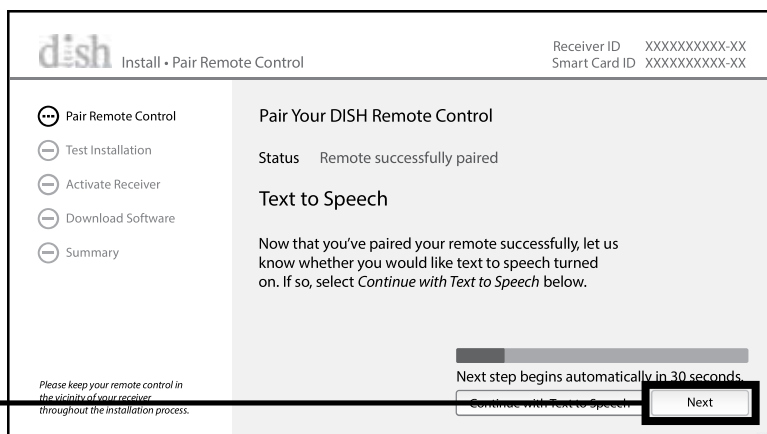 dish Install • Pair Remote Control
Receiver ID XXXXXXXXXX-XX
Smart Card ID XXXXXXXXXX-XX
Pair Remote Control
Test Installation
Activate Receiver
Download Software
Summary
Please keep your remote control in
the vicinity of your receiver
throughout the installation process.
Pair Your DISH Remote Control
Status Remote successfully paired
Text to Speech
Now that you've paired your remote successfully, let us
know whether you would like text to speech turned
on. If so, select Continue with Text to Speech below.
Next step begins automatically in 30 seconds.
Continue with Text to Speech
Next